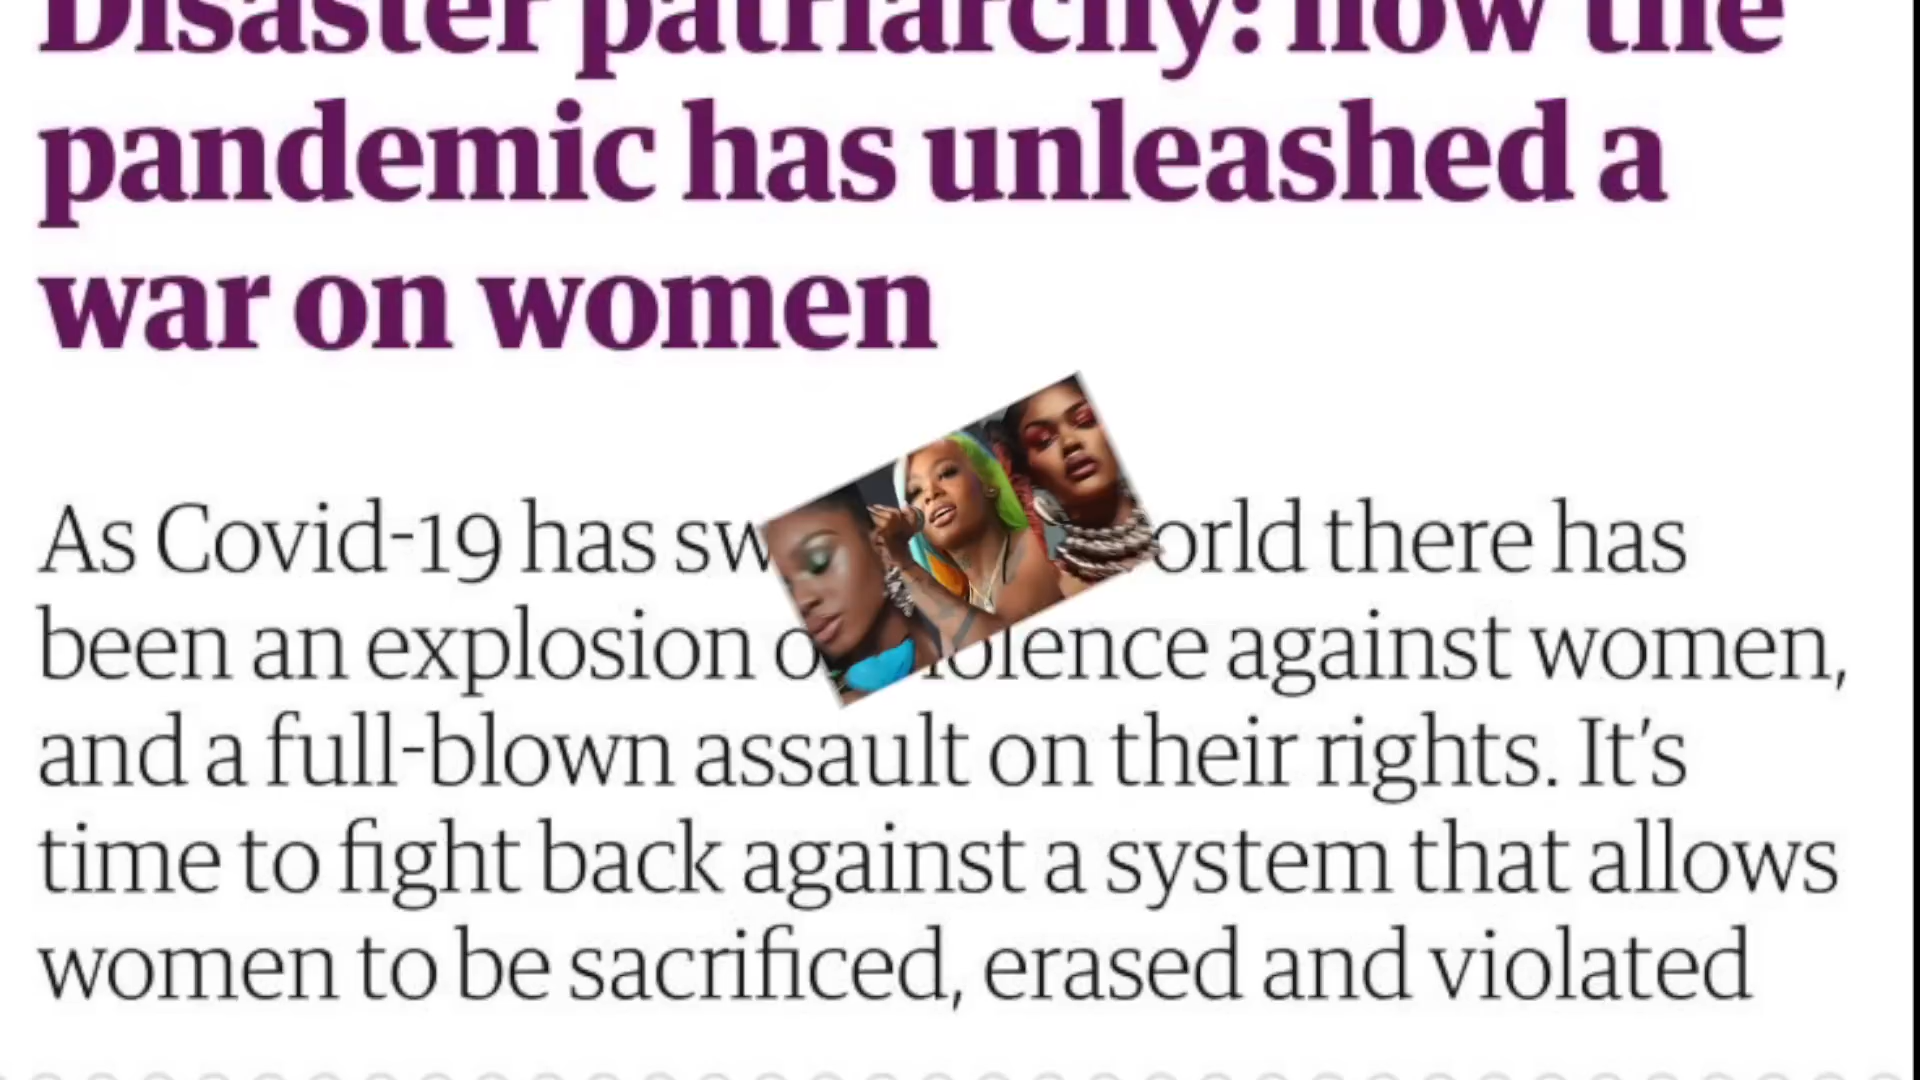 Disaster patriarchy: how the
pandemic has unleashed a
war on women
As Covid-19 has sw orld there has
been an explosion o olence against women,
and a full-blown assault on their rights. It’s
time to fight back against a system that allows
women to be sacrificed, erased and violated